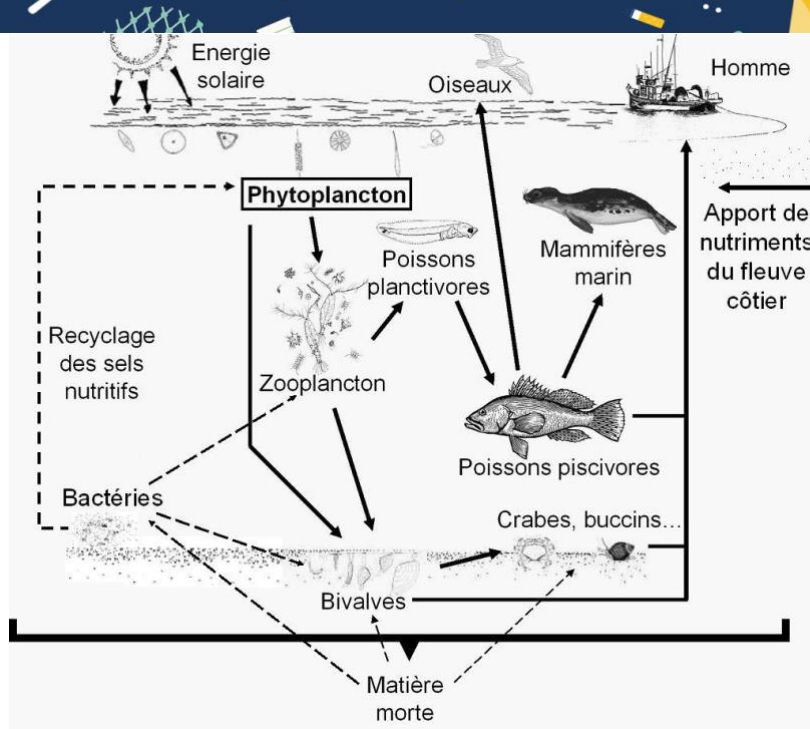 Energie
solaire
Oiseaux
Homme
Phytoplancton
Poissons
planctivores
Mammifères
marin
Apport de
nutriments
du fleuve
côtier
Recyclage
des sels
nutritifs
Zooplancton
Poissons piscivores
Bactéries
Crabes, buccins...
Bivalves
Matière
morte